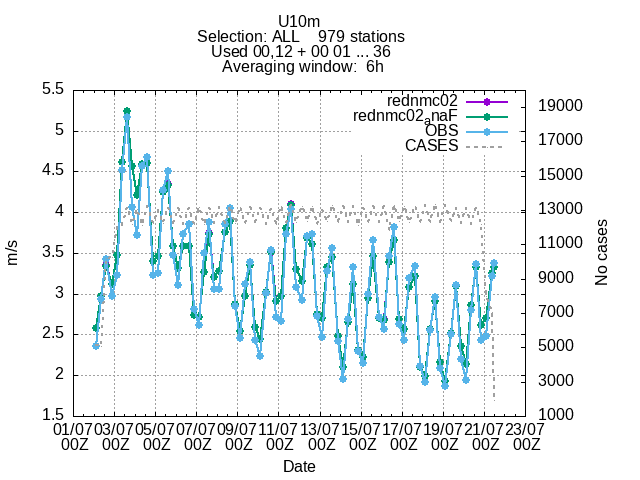 U10m
Selection: ALL    979 stations
Used 00,12 + 00 01 ... 36
Averaging window:  6h
rednmc02
rednmc02_anaF
OBS
CASES
5.5
5
4.5
4
3.5
3
2.5
2
1.5
19000
17000
15000
13000
11000
9000
7000
5000
3000
1000
m/s
No cases
01/07 03/07 05/07 07/07 09/07 11/07 13/07 15/07 17/07 19/07 21/07 23/07
00Z 00Z 00Z 00Z 00Z 00Z 00Z 00Z 00Z 00Z 00Z 00Z
Date